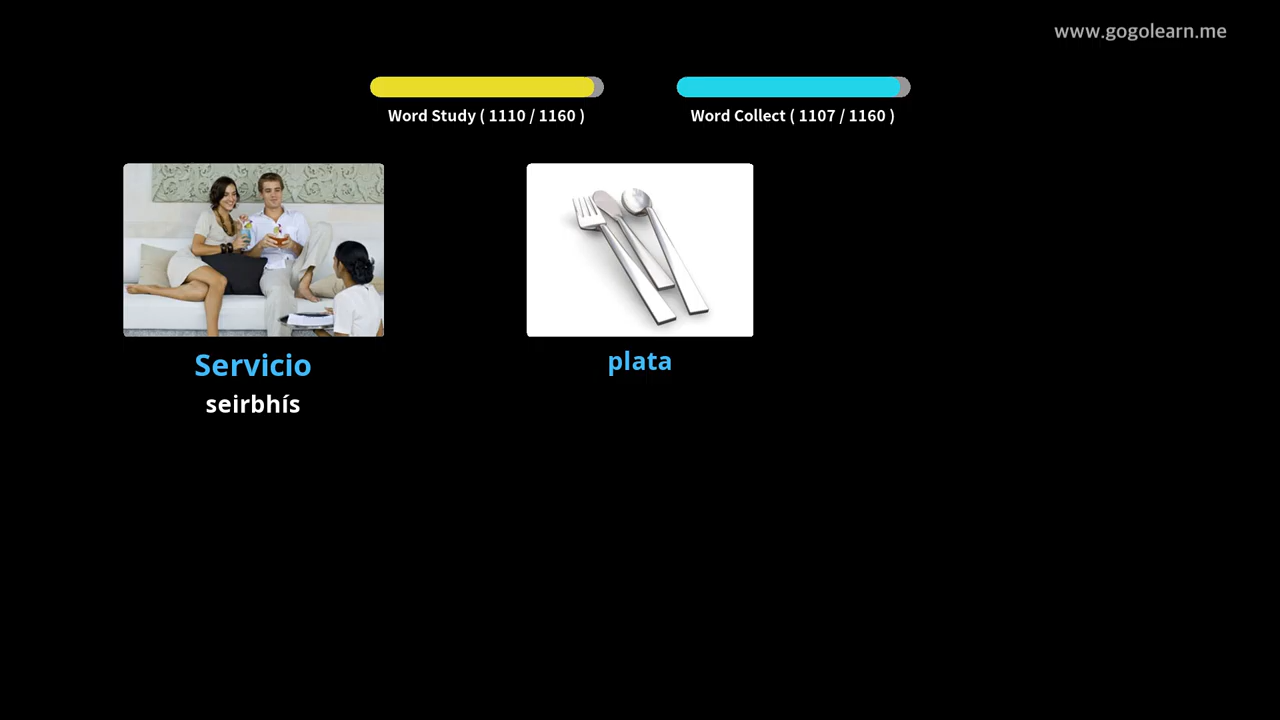 www.gogolearn.me
Word Study ( 1110 / 1160 )
Word Collect ( 1107 / 1160 )
Servicio
seirbhís
plata